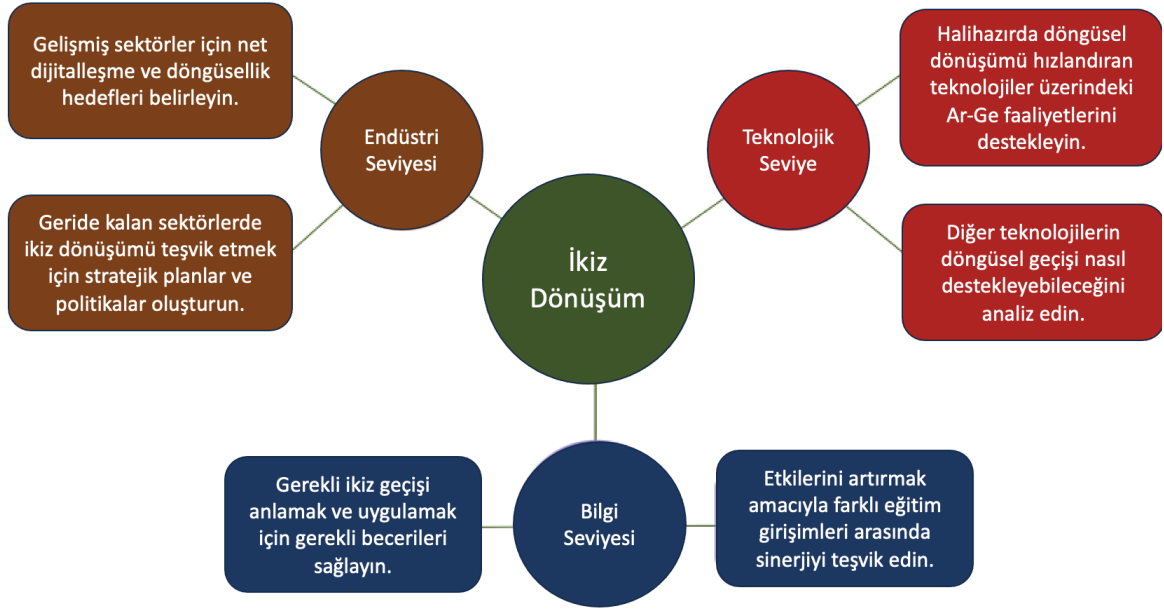 Gelişmiş sektörler için net
dijitalleşme ve döngüsellik
hedefleri belirleyin.
Geride kalan sektörlerde
ikiz dönüşümü teşvik etmek
için stratejik planlar ve
politikalar oluşturun.
Endüstri
Seviyesi
İkiz
Dönüşüm
Teknolojik
Seviye
Halihazırda döngüsel
dönüşümü hızlandıran
teknolojiler üzerindeki
Ar-Ge faaliyetlerini
destekleyin.
Diğer teknolojilerin
döngüsel geçişi nasıl
destekleyebileceğini
analiz edin.
Gerekli ikiz geçişi
anlamak ve uygulamak
için gerekli becerileri
sağlayın.
Bilgi
Seviyesi
Etkilerini artırmak
amacıyla farklı eğitim
girişimleri arasında
sinerjiyi teşvik edin.